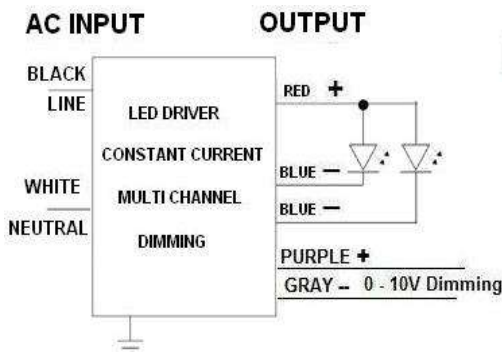 AC INPUT
OUTPUT
BLACK
LINE
WHITE
NEUTRAL
LED DRIVER
CONSTANT CURRENT
MULTI CHANNEL
DIMMING
RED +
BLUE –
BLUE –
PURPLE +
GRAY – 0 - 10V Dimming